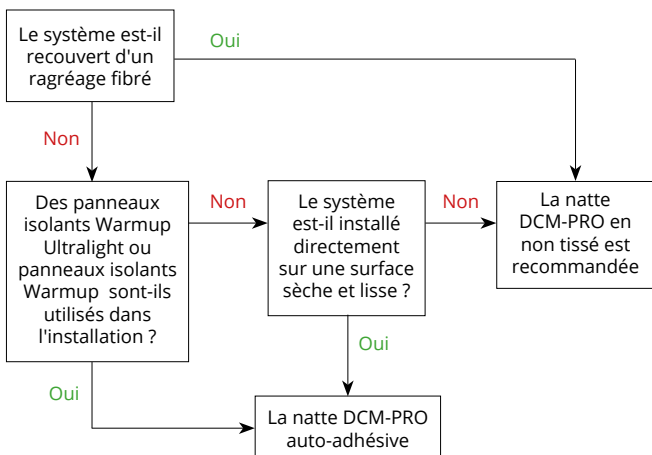 Le système est-il
recouvert d'un
ragréage fibré
Oui
Non
Des panneaux
isolants Warmup
Ultralight ou
panneaux isolants
Warmup sont-ils
utilisés dans
l'installation ?
Non
Le système
est-il installé
directement
sur une surface
sèche et lisse ?
Non
La natte
DCM-PRO en
non tissé est
recommandée
Oui
Oui
La natte DCM-PRO
auto-adhésive